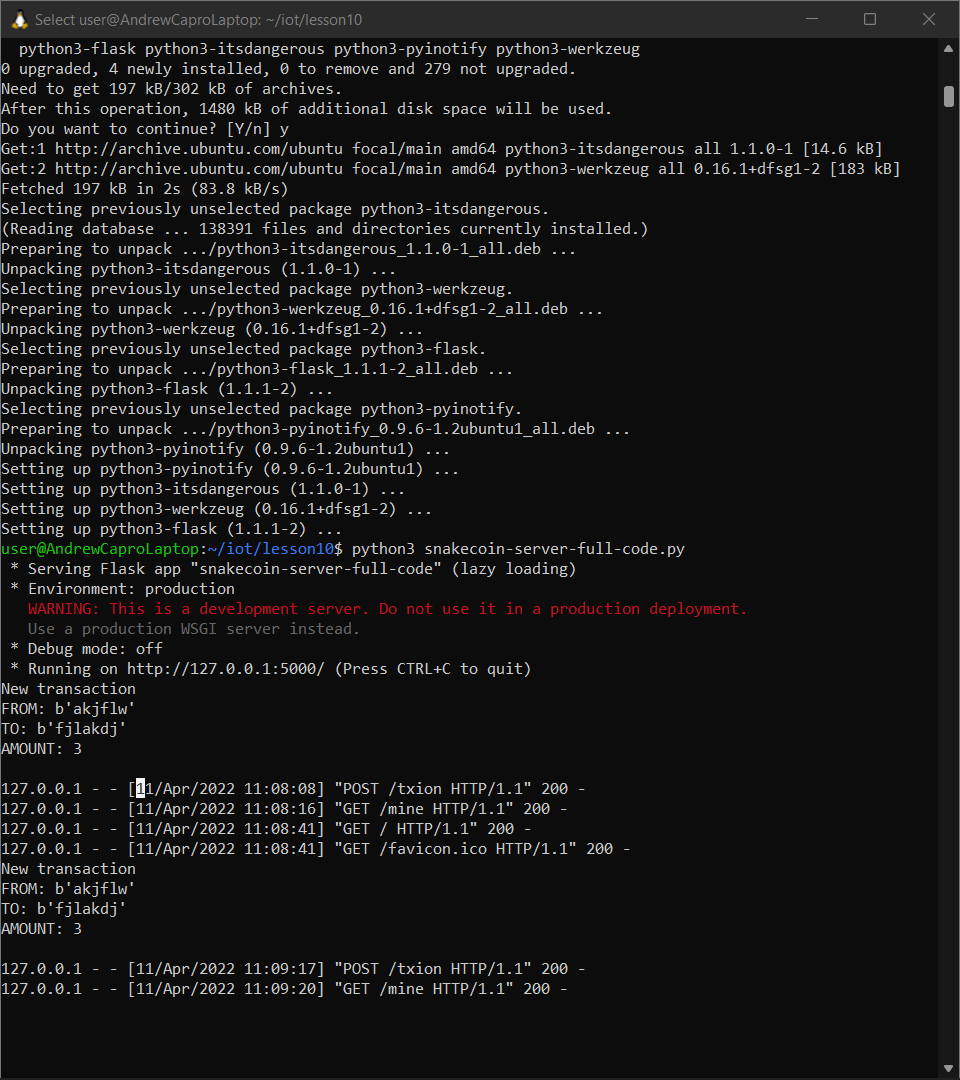 Select user@AndrewCaproLaptop: ~/iot/lesson10
  python3-flask python3-itsdangerous python3-pyinotify python3-werkzeug
0 upgraded, 4 newly installed, 0 to remove and 279 not upgraded.
Need to get 197 kB/302 kB of archives.
After this operation, 1480 kB of additional disk space will be used.
Do you want to continue? [Y/n] y
Get:1 http://archive.ubuntu.com/ubuntu focal/main amd64 python3-itsdangerous all 1.1.0-1 [14.6 kB]
Get:2 http://archive.ubuntu.com/ubuntu focal/main amd64 python3-werkzeug all 0.16.1+dfsg1-2 [183 kB]
Fetched 197 kB in 2s (83.8 kB/s)
Selecting previously unselected package python3-itsdangerous.
(Reading database ... 138391 files and directories currently installed.)
Preparing to unpack .../python3-itsdangerous_1.1.0-1_all.deb ...
Unpacking python3-itsdangerous (1.1.0-1) ...
Selecting previously unselected package python3-werkzeug.
Preparing to unpack .../python3-werkzeug_0.16.1+dfsg1-2_all.deb ...
Unpacking python3-werkzeug (0.16.1+dfsg1-2) ...
Selecting previously unselected package python3-flask.
Preparing to unpack .../python3-flask_1.1.1-2_all.deb ...
Unpacking python3-flask (1.1.1-2) ...
Selecting previously unselected package python3-pyinotify.
Preparing to unpack .../python3-pyinotify_0.9.6-1.2ubuntu1_all.deb ...
Unpacking python3-pyinotify (0.9.6-1.2ubuntu1) ...
Setting up python3-pyinotify (0.9.6-1.2ubuntu1) ...
Setting up python3-itsdangerous (1.1.0-1) ...
Setting up python3-werkzeug (0.16.1+dfsg1-2) ...
Setting up python3-flask (1.1.1-2) ...
user@AndrewCaproLaptop:~/iot/lesson10$ python3 snakecoin-server-full-code.py
 * Serving Flask app "snakecoin-server-full-code" (lazy loading)
 * Environment: production
   WARNING: This is a development server. Do not use it in a production deployment.
   Use a production WSGI server instead.
 * Debug mode: off
 * Running on http://127.0.0.1:5000/ (Press CTRL+C to quit)
New transaction
FROM: b'akjflw'
TO: b'fjlakdj'
AMOUNT: 3
127.0.0.1 - - [11/Apr/2022 11:08:08] "POST /txion HTTP/1.1" 200 -
127.0.0.1 - - [11/Apr/2022 11:08:16] "GET /mine HTTP/1.1" 200 -
127.0.0.1 - - [11/Apr/2022 11:08:41] "GET / HTTP/1.1" 200 -
127.0.0.1 - - [11/Apr/2022 11:08:41] "GET /favicon.ico HTTP/1.1" 200 -
New transaction
FROM: b'akjflw'
TO: b'fjlakdj'
AMOUNT: 3
127.0.0.1 - - [11/Apr/2022 11:09:17] "POST /txion HTTP/1.1" 200 -
127.0.0.1 - - [11/Apr/2022 11:09:20] "GET /mine HTTP/1.1" 200 -